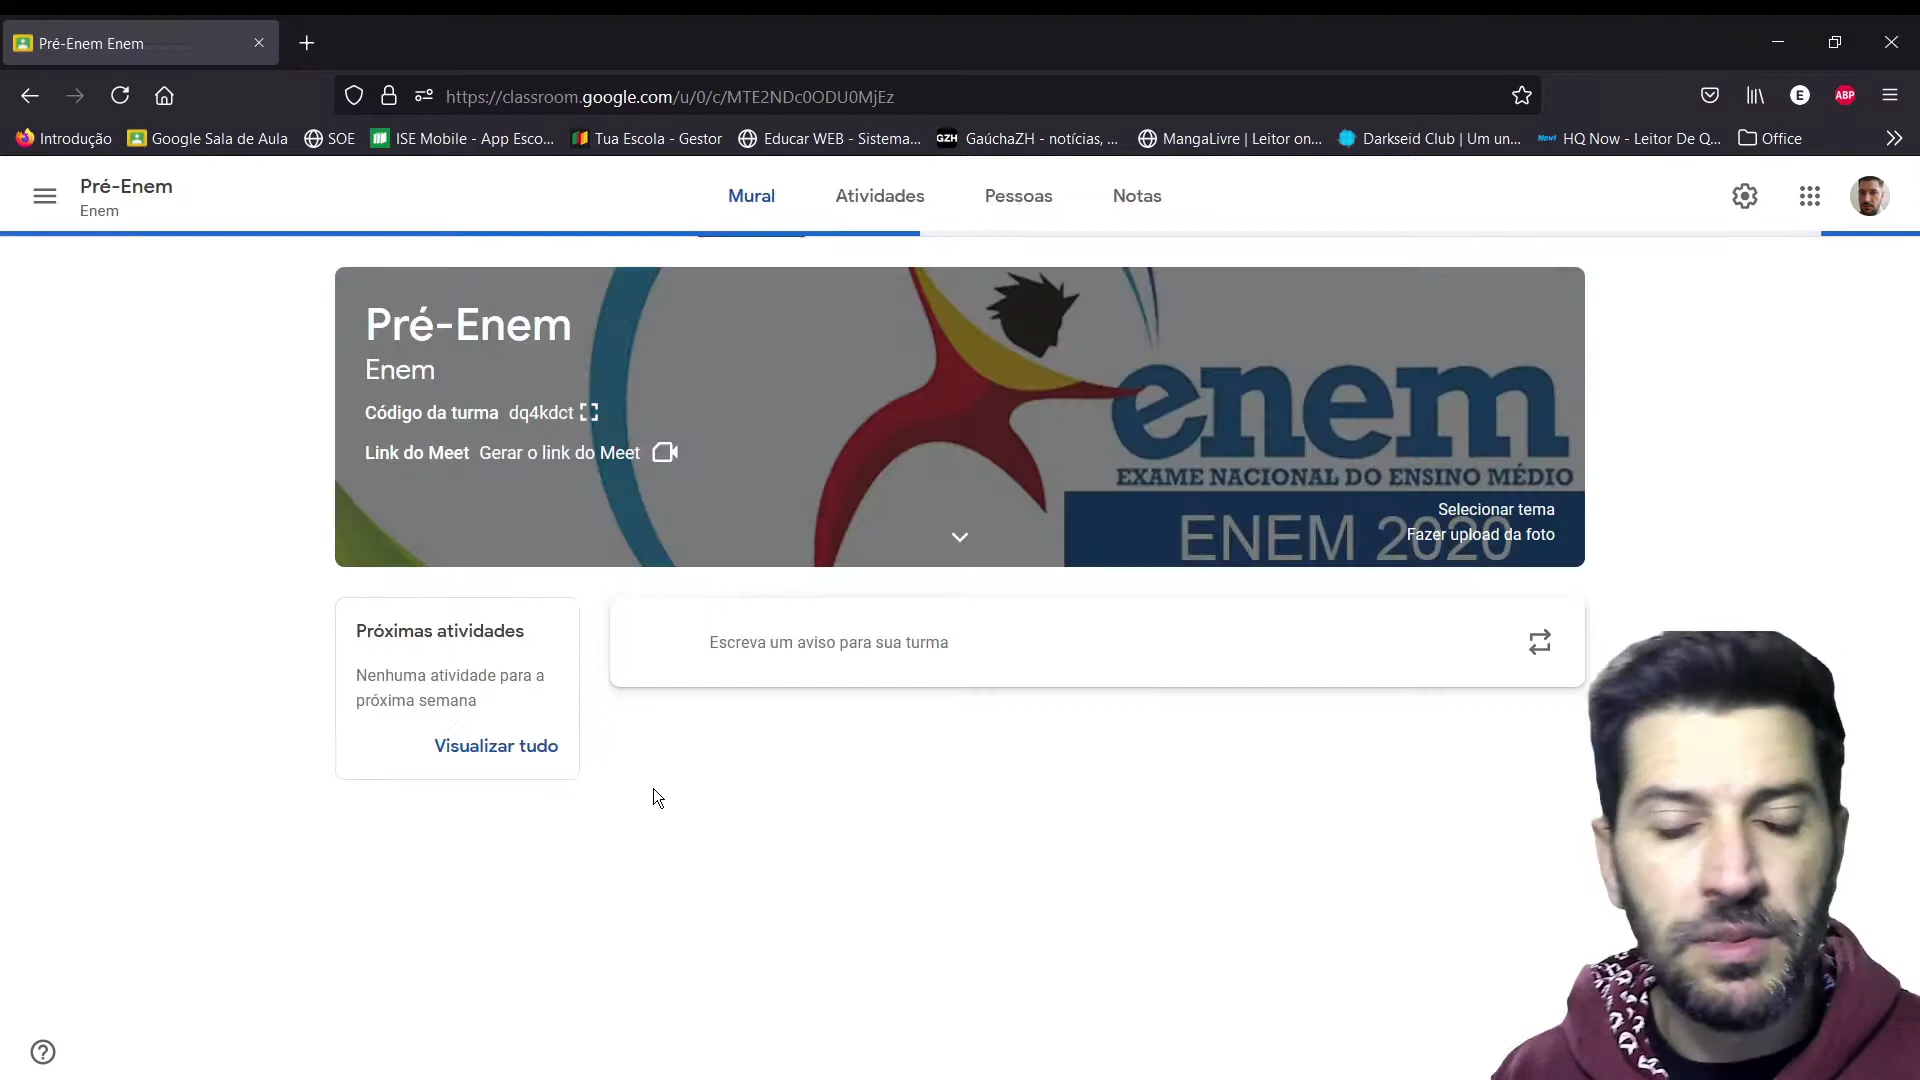 Pré-Enem Enem
https://classroom.google.com/u/0/c/MTE2NDc0ODU0MjEz
Introdução
Google Sala de Aula
SOE
ISE Mobile - App Esco...
Tua Escola - Gestor
Educar WEB - Sistema...
GZH GaúchaZH - notícias, ...
MangaLivre | Leitor on...
Darkseid Club | Um un...
Now! HQ Now - Leitor De Q...
Office
E
ABP
Pré-Enem
Enem
Mural
Atividades
Pessoas
Notas
Pré-Enem
Enem
Código da turma dq4kdct
Link do Meet Gerar o link do Meet
enem
EXAME NACIONAL DO ENSINO MÉDIO
ENEM 2020
Selecionar tema
Fazer upload da foto
Próximas atividades
Nenhuma atividade para a
próxima semana
Visualizar tudo
Escreva um aviso para sua turma